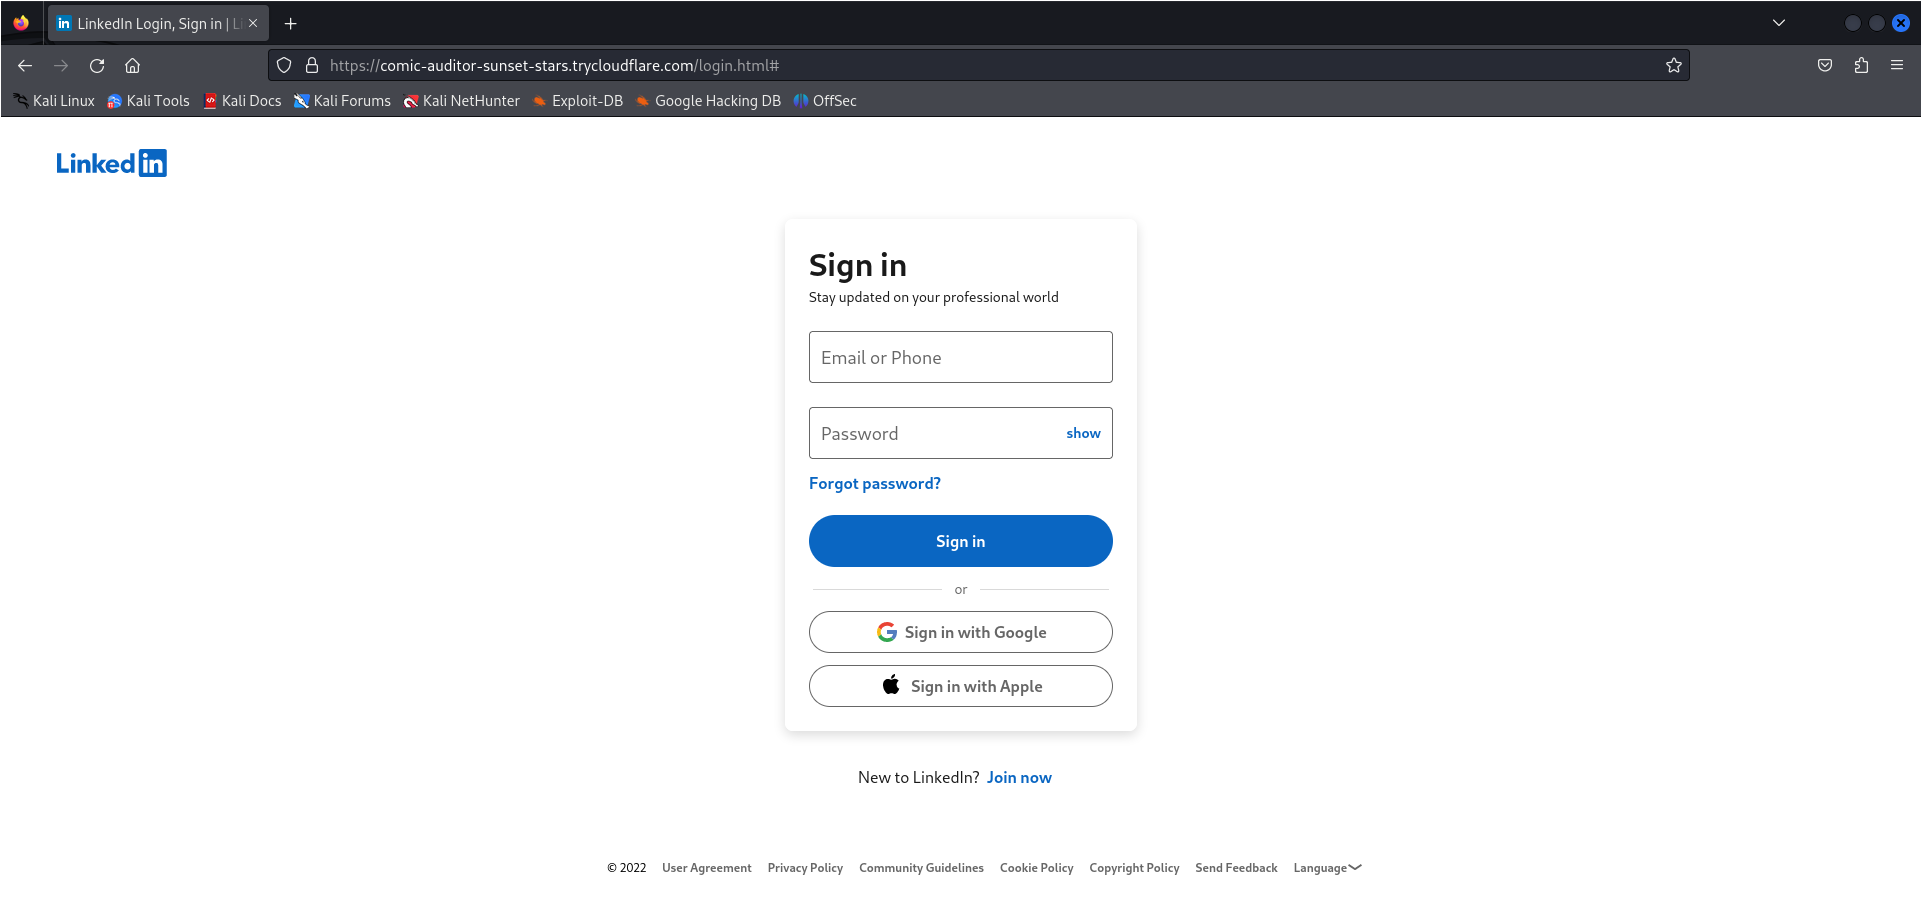 LinkedIn Login, Sign in | Li
https://comic-auditor-sunset-stars.trycloudflare.com/login.html#
Kali Linux Kali Tools Kali Docs Kali Forums Kali NetHunter Exploit-DB Google Hacking DB OffSec
Linked in
Sign in
Stay updated on your professional world
Email or Phone
Password show
Forgot password?
Sign in
or
Sign in with Google
Sign in with Apple
New to LinkedIn? Join now
© 2022 User Agreement Privacy Policy Community Guidelines Cookie Policy Copyright Policy Send Feedback Language